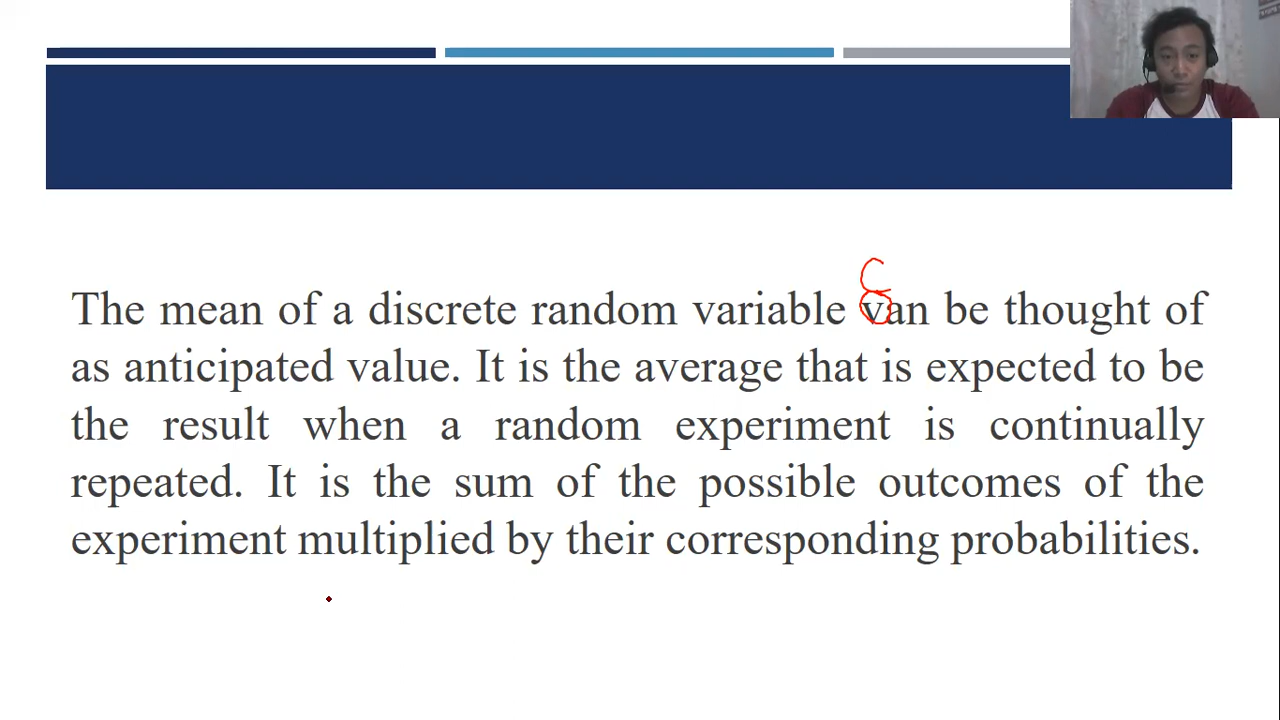 C
The mean of a discrete random variable van be thought of
as anticipated value. It is the average that is expected to be
the result when a random experiment is continually
repeated. It is the sum of the possible outcomes of the
experiment multiplied by their corresponding probabilities.